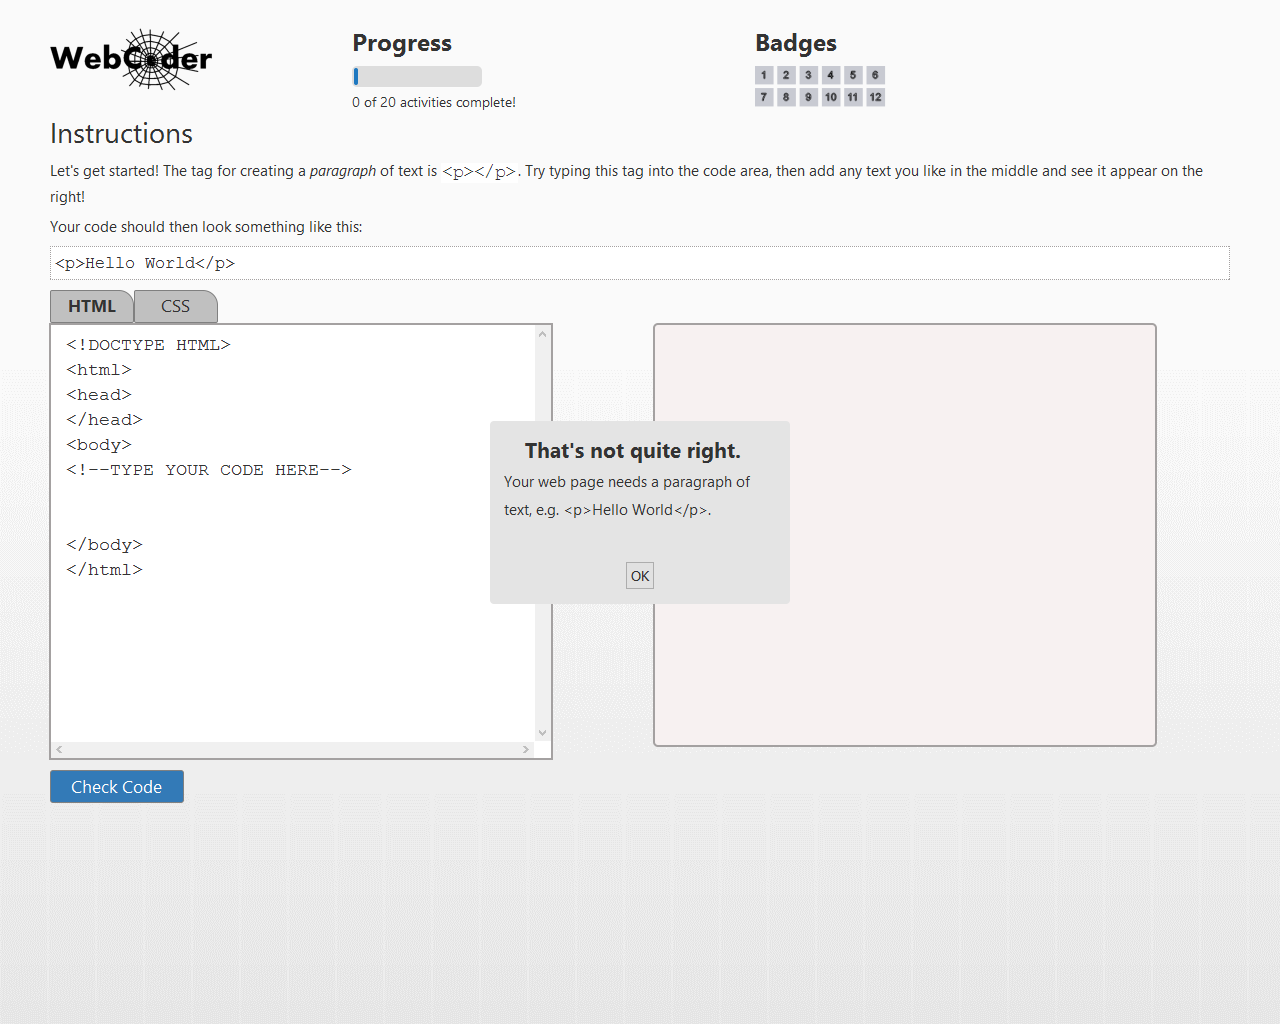 WebCoder
Progress
0 of 20 activities complete!
Badges
1 2 3 4 5 6
7 8 9 10 11 12
Instructions
Let's get started! The tag for creating a paragraph of text is <p></p>. Try typing this tag into the code area, then add any text you like in the middle and see it appear on the
right!
Your code should then look something like this:
<p>Hello World</p>
HTML CSS
<!DOCTYPE HTML>
<html>
<head>
</head>
<body>
<!--TYPE YOUR CODE HERE-->
</body>
</html>
That's not quite right.
Your web page needs a paragraph of
text, e.g. <p>Hello World</p>.
OK
Check Code